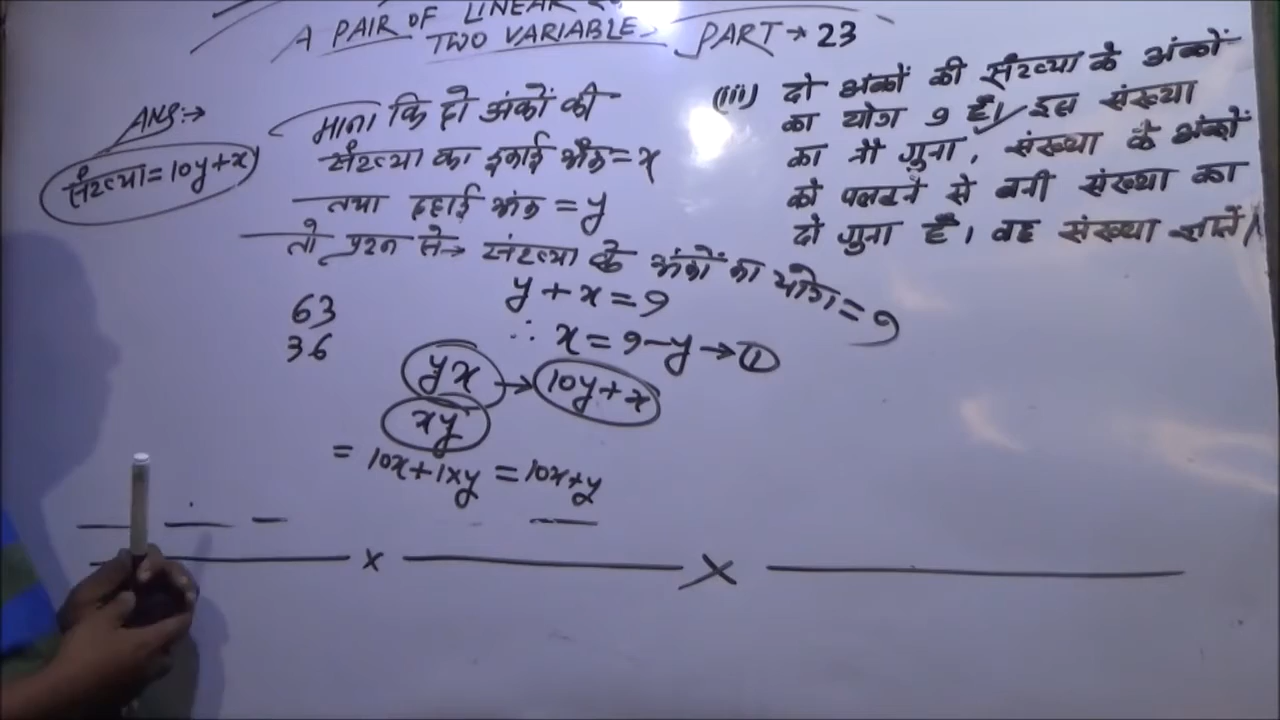 A PAIR OF LINEAR
TWO VARIABLE PART → 23
ANS:→
संख्या = 10y+x
माना कि दो अंकों की
संख्या का इकाई अंक = x
तथा दहाई अंक = y
तो प्रश्न से→ संख्या के अंकों का योग = 9
y + x = 9
∴ x = 9-y → ①
63
36
yx → 10y+x
xy
= 10x+1xy = 10x+y
x x
(iii) दो अंकों की संख्या के अंकों
का योग 9 है। इस संख्या
का नौ गुना, संख्या के अंकों
को पलटने से बनी संख्या का
दो गुना है। वह संख्या ज्ञातें।